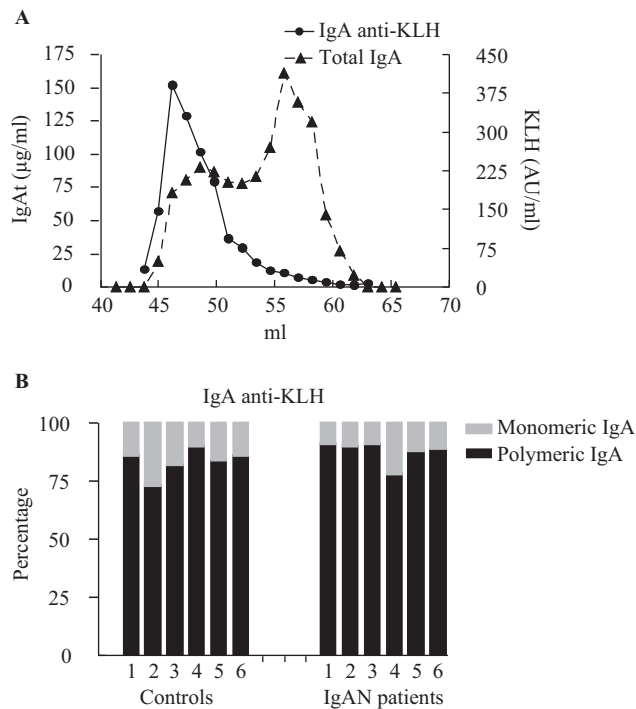 A
IgA anti-KLH
Total IgA
175
150
125
100
75
50
25
0
IgAt (μg/ml)
450
375
300
225
150
75
0
KLH (AU/ml)
40 45 50 55 60 65 70
ml
B
IgA anti-KLH
Monomeric IgA
Polymeric IgA
100
75
50
25
0
Percentage
1 2 3 4 5 6 1 2 3 4 5 6
Controls IgAN patients